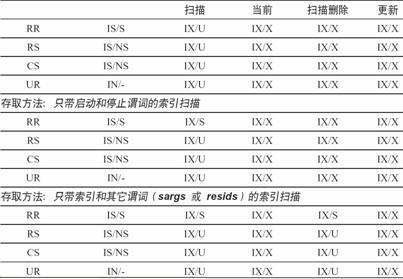 扫描 当前 扫描删除 更新
RR IS/S IX/U IX/X IX/X IX/X
RS IS/NS IX/U IX/X IX/X IX/X
CS IS/NS IX/U IX/X IX/X IX/X
UR IN/- IX/U IX/X IX/X IX/X
存取方法: 只带启动和停止谓词的索引扫描
RR IS/S IX/S IX/X IX/X IX/X
RS IS/NS IX/U IX/X IX/X IX/X
CS IS/NS IX/U IX/X IX/X IX/X
UR IN/- IX/U IX/X IX/X IX/X
存取方法: 只带索引和其它谓词 ( sargs 或 resids ) 的索引扫描
RR IS/S IX/S IX/X IX/S IX/X
RS IS/NS IX/U IX/X IX/U IX/X
CS IS/NS IX/U IX/X IX/U IX/X
UR IN/- IX/U IX/X IX/U IX/X